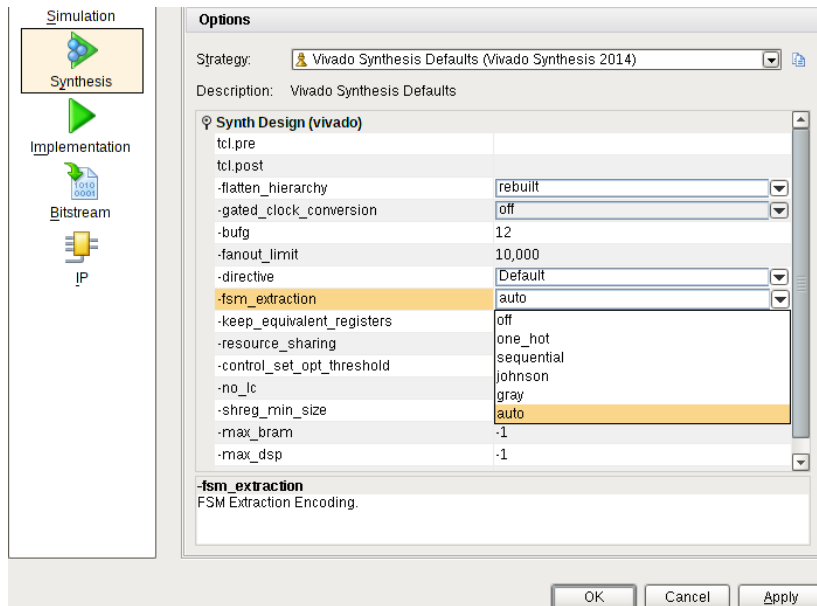 Simulation
Synthesis
Implementation
1010
0001
Bitstream
IP
Options
Strategy: Vivado Synthesis Defaults (Vivado Synthesis 2014)
Description: Vivado Synthesis Defaults
Synth Design (vivado)
tcl.pre
tcl.post
-flatten_hierarchy rebuilt
-gated_clock_conversion off
-bufg 12
-fanout_limit 10,000
-directive Default
-fsm_extraction auto
-keep_equivalent_registers off
one_hot
-resource_sharing sequential
-control_set_opt_threshold johnson
-no_lc gray
-shreg_min_size auto
-max_bram -1
-max_dsp -1
-fsm_extraction
FSM Extraction Encoding.
OK Cancel Apply